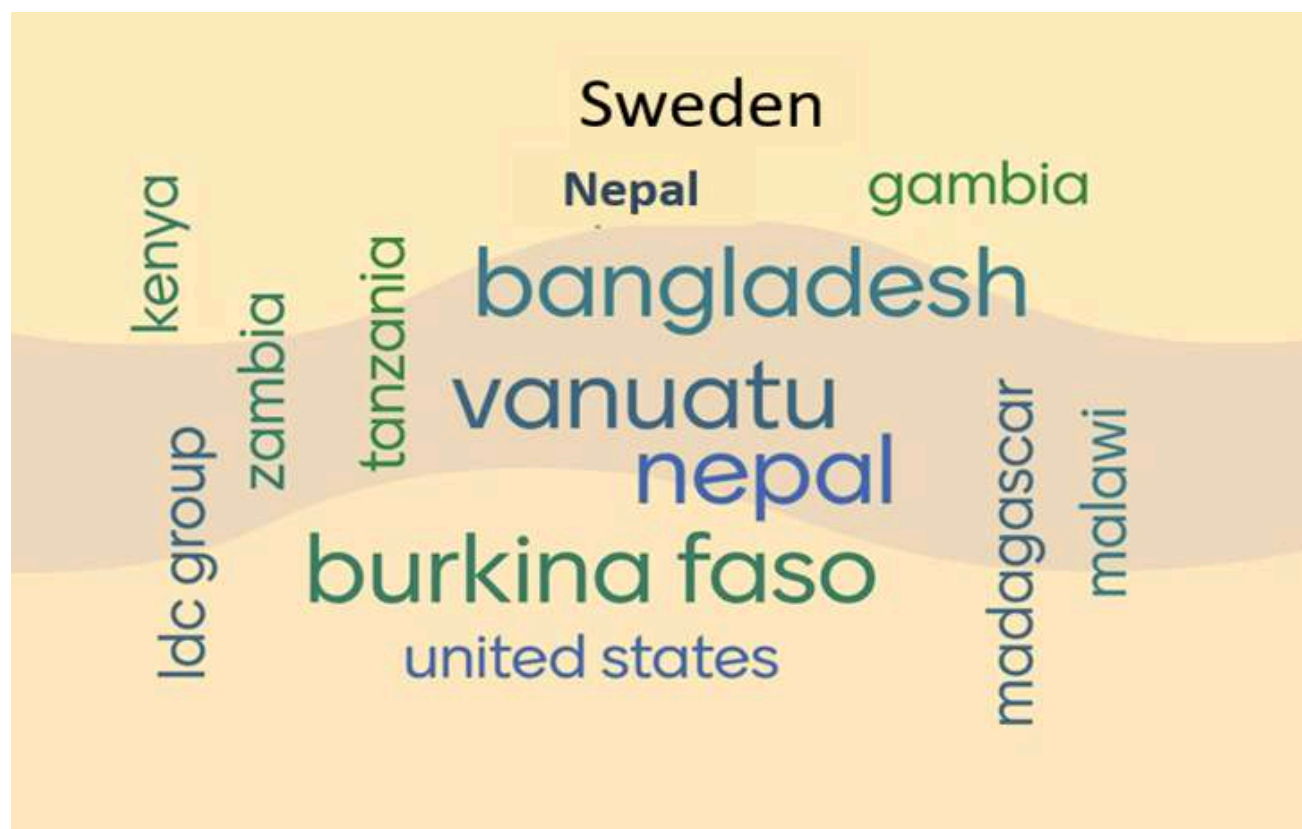 Sweden
Nepal
gambia
kenya
tanzania
bangladesh
zambia
vanuatu
madagascar
malawi
ldc group
nepal
burkina faso
united states